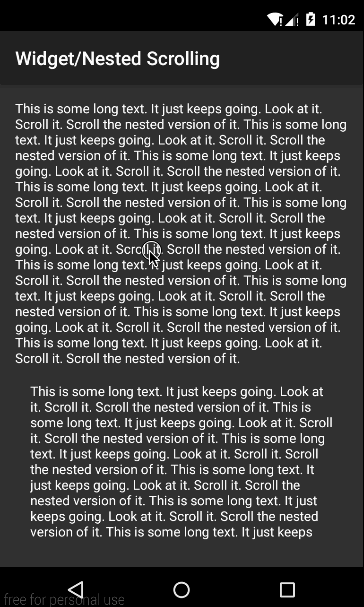 11:02
Widget/Nested Scrolling
This is some long text. It just keeps going. Look at it.
Scroll it. Scroll the nested version of it. This is some long
text. It just keeps going. Look at it. Scroll it. Scroll the
nested version of it. This is some long text. It just keeps
going. Look at it. Scroll it. Scroll the nested version of it.
This is some long text. It just keeps going. Look at it.
Scroll it. Scroll the nested version of it. This is some long
text. It just keeps going. Look at it. Scroll it. Scroll the
nested version of it. This is some long text. It just keeps
going. Look at it. Scroll it. Scroll the nested version of it.
This is some long text. It just keeps going. Look at it.
Scroll it. Scroll the nested version of it. This is some long
text. It just keeps going. Look at it. Scroll it. Scroll the
nested version of it. This is some long text. It just keeps
going. Look at it. Scroll it. Scroll the nested version of it.
This is some long text. It just keeps going. Look at it.
Scroll it. Scroll the nested version of it.
This is some long text. It just keeps going. Look at
it. Scroll it. Scroll the nested version of it. This is
some long text. It just keeps going. Look at it. Scroll
it. Scroll the nested version of it. This is some long
text. It just keeps going. Look at it. Scroll it. Scroll
the nested version of it. This is some long text. It
just keeps going. Look at it. Scroll it. Scroll the
nested version of it. This is some long text. It just
keeps going. Look at it. Scroll it. Scroll the nested
version of it. This is some long text. It just keeps
free for personal use